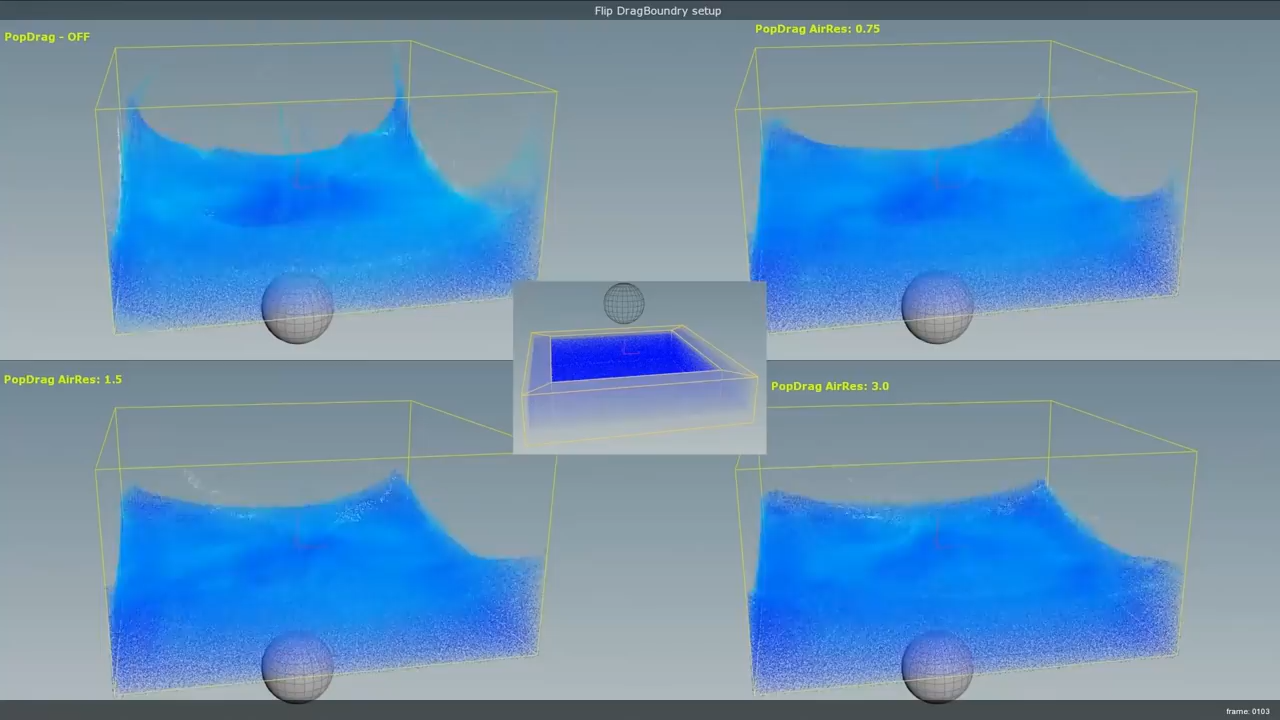 Flip DragBoundry setup
PopDrag - OFF
PopDrag AirRes: 0.75
PopDrag AirRes: 1.5
PopDrag AirRes: 3.0
frame: 0103